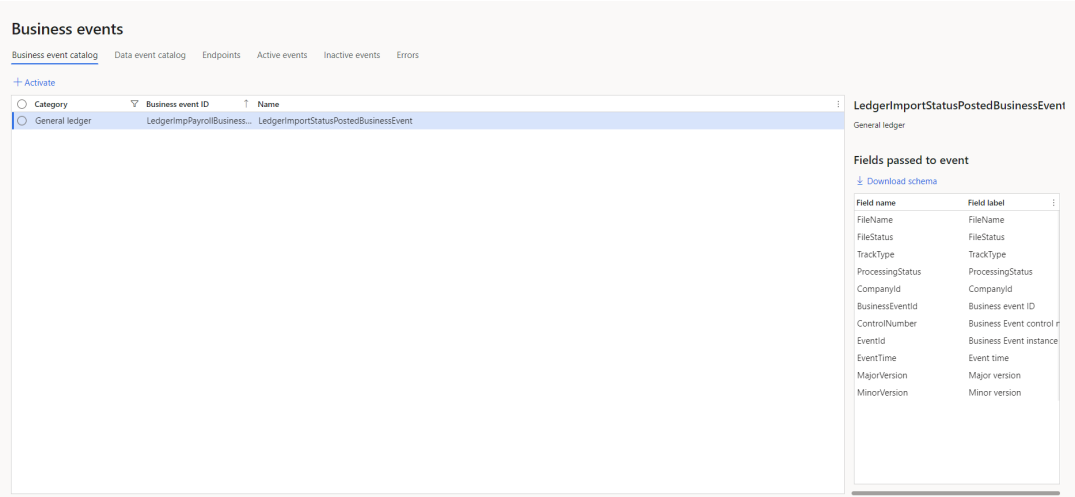 Business events
Business event catalog Data event catalog Endpoints Active events Inactive events Errors
+ Activate
Category Business event ID Name
General ledger LedgerImpPayrollBusiness... LedgerImportStatusPostedBusinessEvent
LedgerImportStatusPostedBusinessEvent
General ledger
Fields passed to event
Download schema
Field name Field label
FileName FileName
FileStatus FileStatus
TrackType TrackType
ProcessingStatus ProcessingStatus
CompanyId CompanyId
BusinessEventId Business event ID
ControlNumber Business Event control
EventId Business Event instance
EventTime Event time
MajorVersion Major version
MinorVersion Minor version